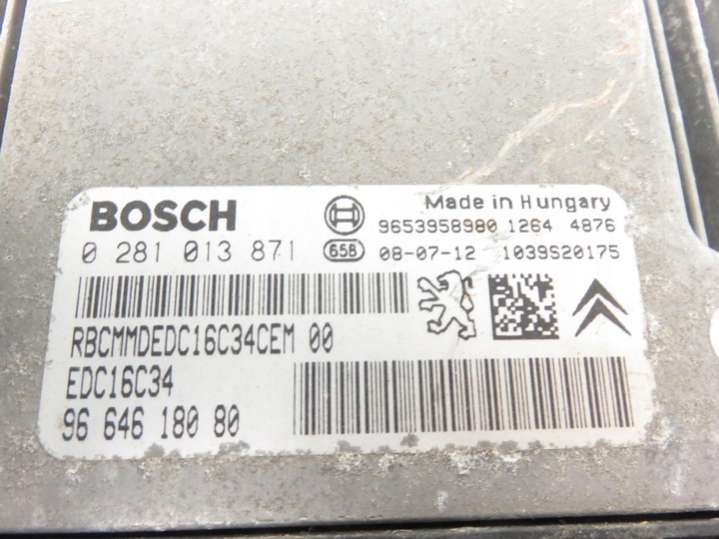 BOSCH
Made in Hungary
9653958980 1264 4876
0 281 013 871 65B 08-07-12 1039S20175
RBCMMDEDC16C34CEM 00
EDC16C34
96 646 180 80